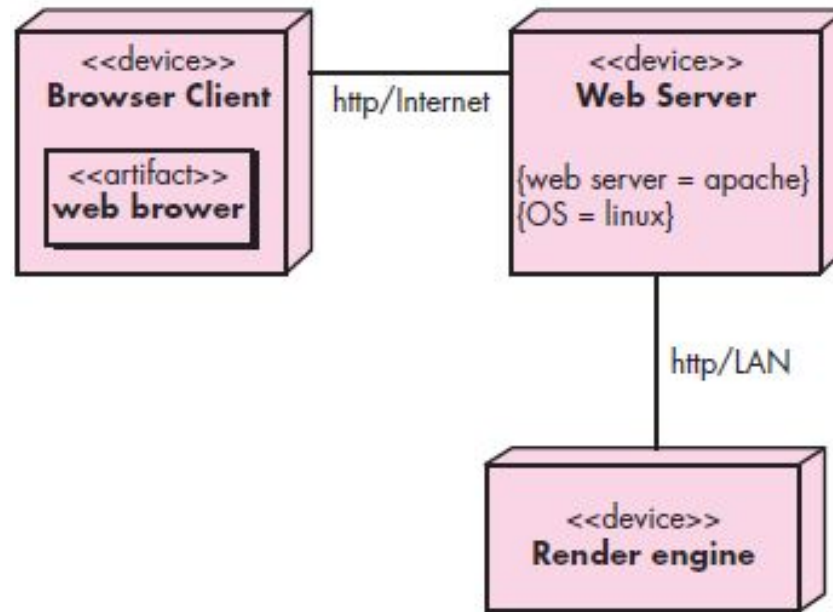 <<device>>
Browser Client
<<artifact>>
web brower
http/Internet
<<device>>
Web Server
{web server = apache}
{OS = linux}
http/LAN
<<device>>
Render engine